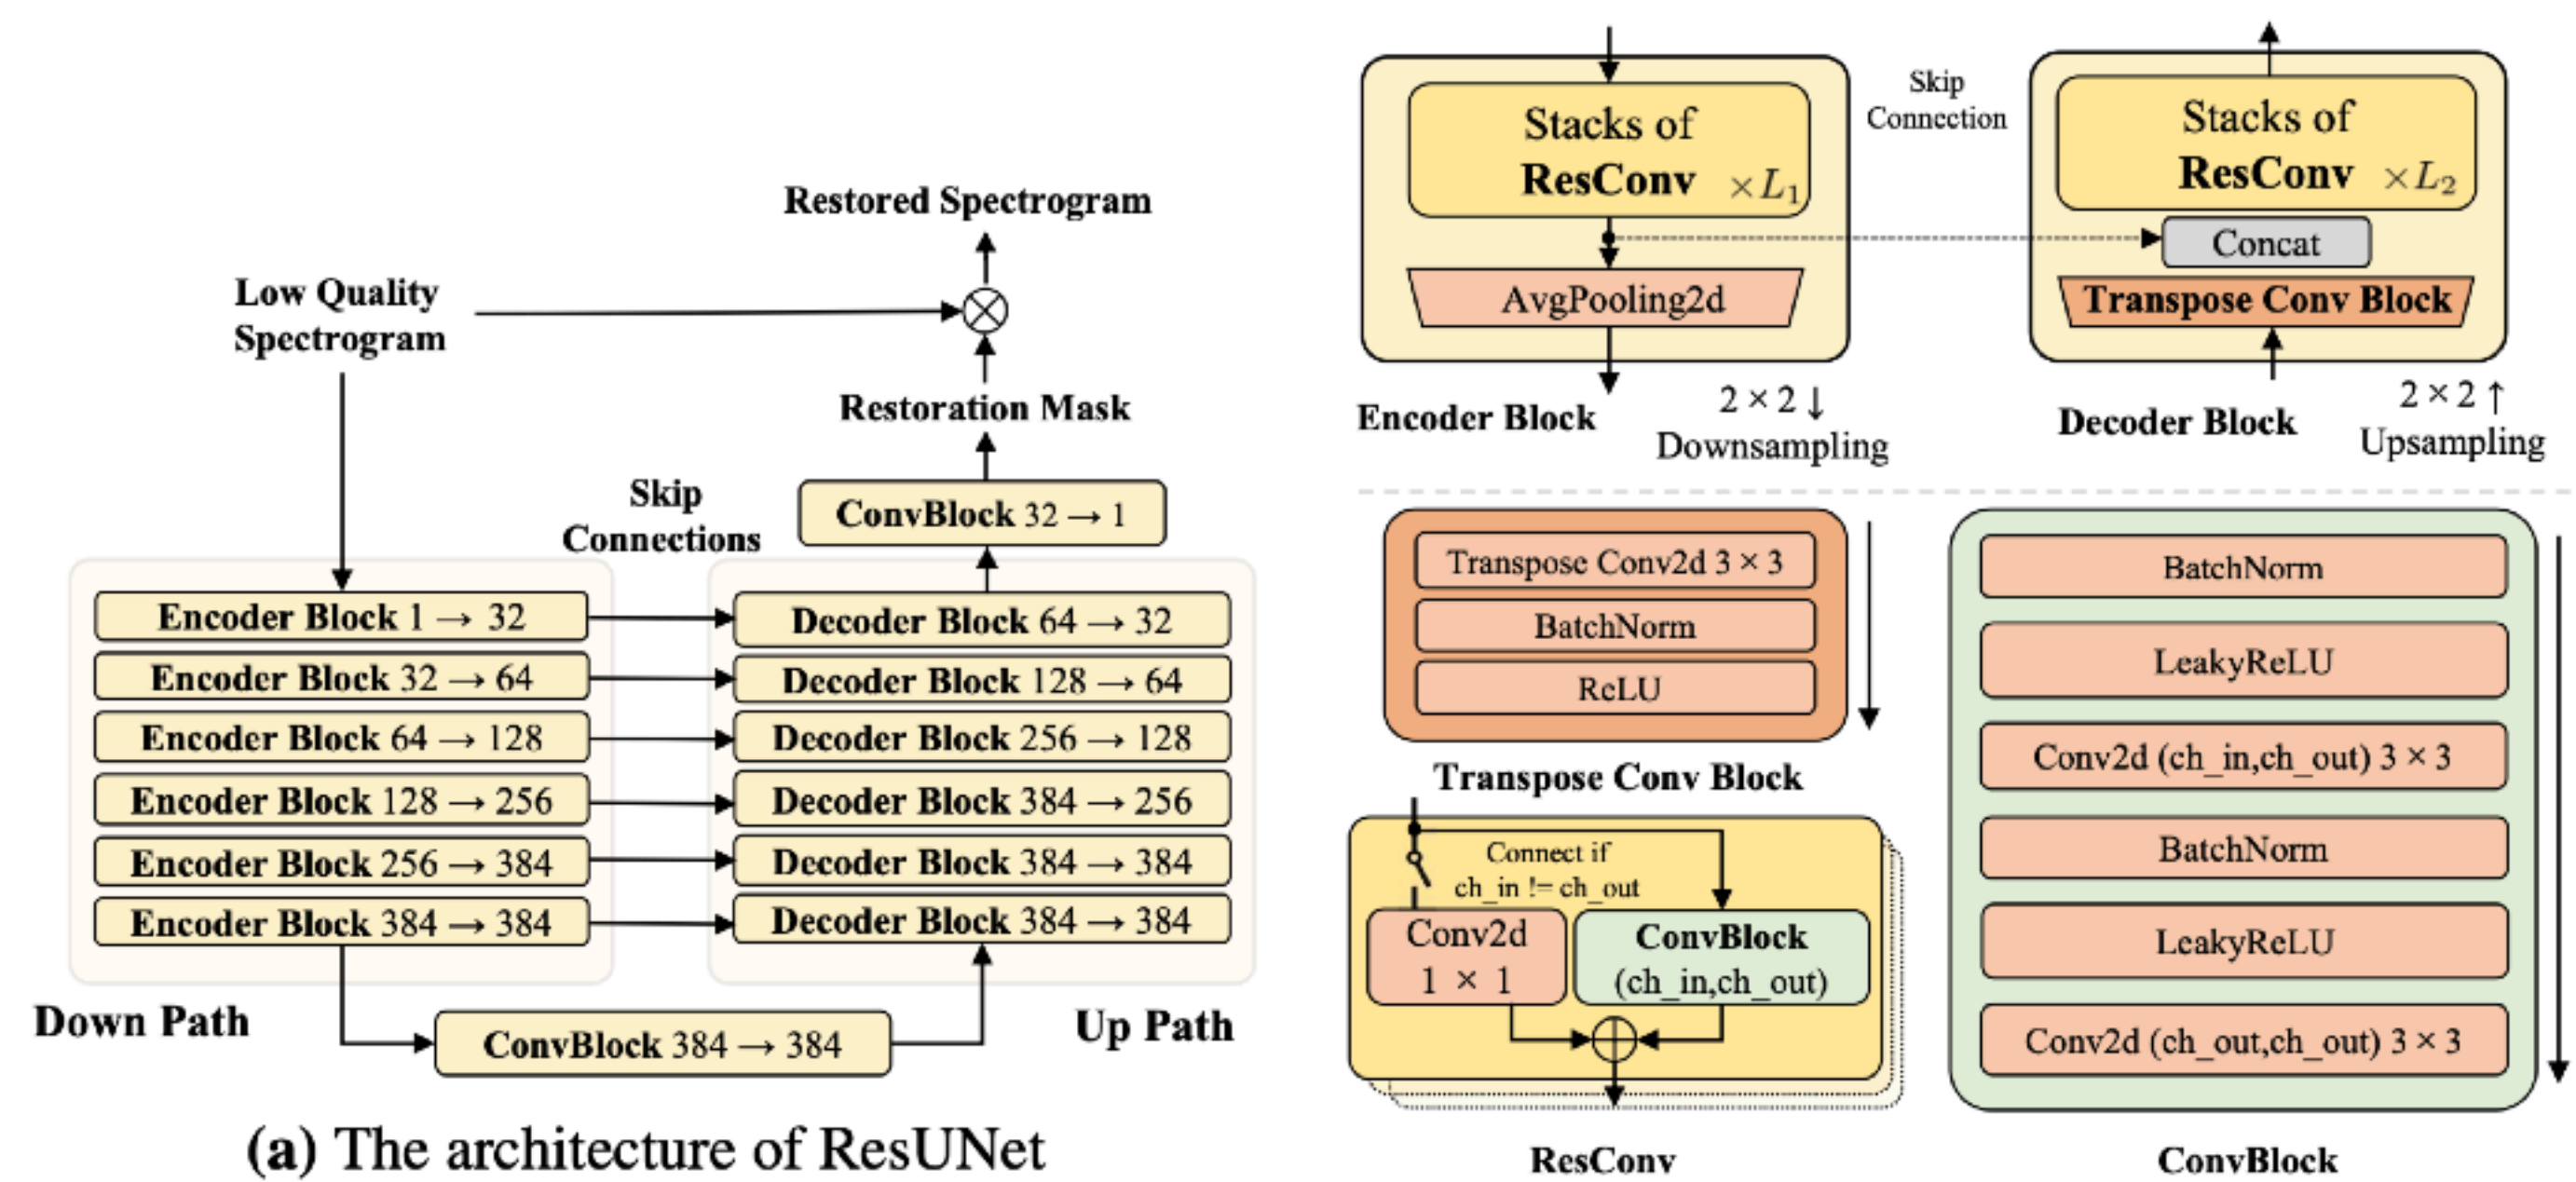 Restored Spectrogram
Low Quality
Spectrogram
Restoration Mask
Skip
Connections
ConvBlock 32 → 1
Encoder Block 1 → 32
Encoder Block 32 → 64
Encoder Block 64 → 128
Encoder Block 128 → 256
Encoder Block 256 → 384
Encoder Block 384 → 384
Decoder Block 64 → 32
Decoder Block 128 → 64
Decoder Block 256 → 128
Decoder Block 384 → 256
Decoder Block 384 → 384
Decoder Block 384 → 384
Down Path
ConvBlock 384 → 384
Up Path
(a) The architecture of ResUNet
Stacks of
ResConv ×L₁
AvgPooling2d
Encoder Block
2 × 2 ↓
Downsampling
Skip
Connection
Stacks of
ResConv ×L₂
Concat
Transpose Conv Block
Decoder Block
2 × 2 ↑
Upsampling
Transpose Conv2d 3 × 3
BatchNorm
ReLU
Transpose Conv Block
Connect if
ch_in != ch_out
Conv2d
1 × 1
ConvBlock
(ch_in,ch_out)
ResConv
BatchNorm
LeakyReLU
Conv2d (ch_in,ch_out) 3 × 3
BatchNorm
LeakyReLU
Conv2d (ch_out,ch_out) 3 × 3
ConvBlock